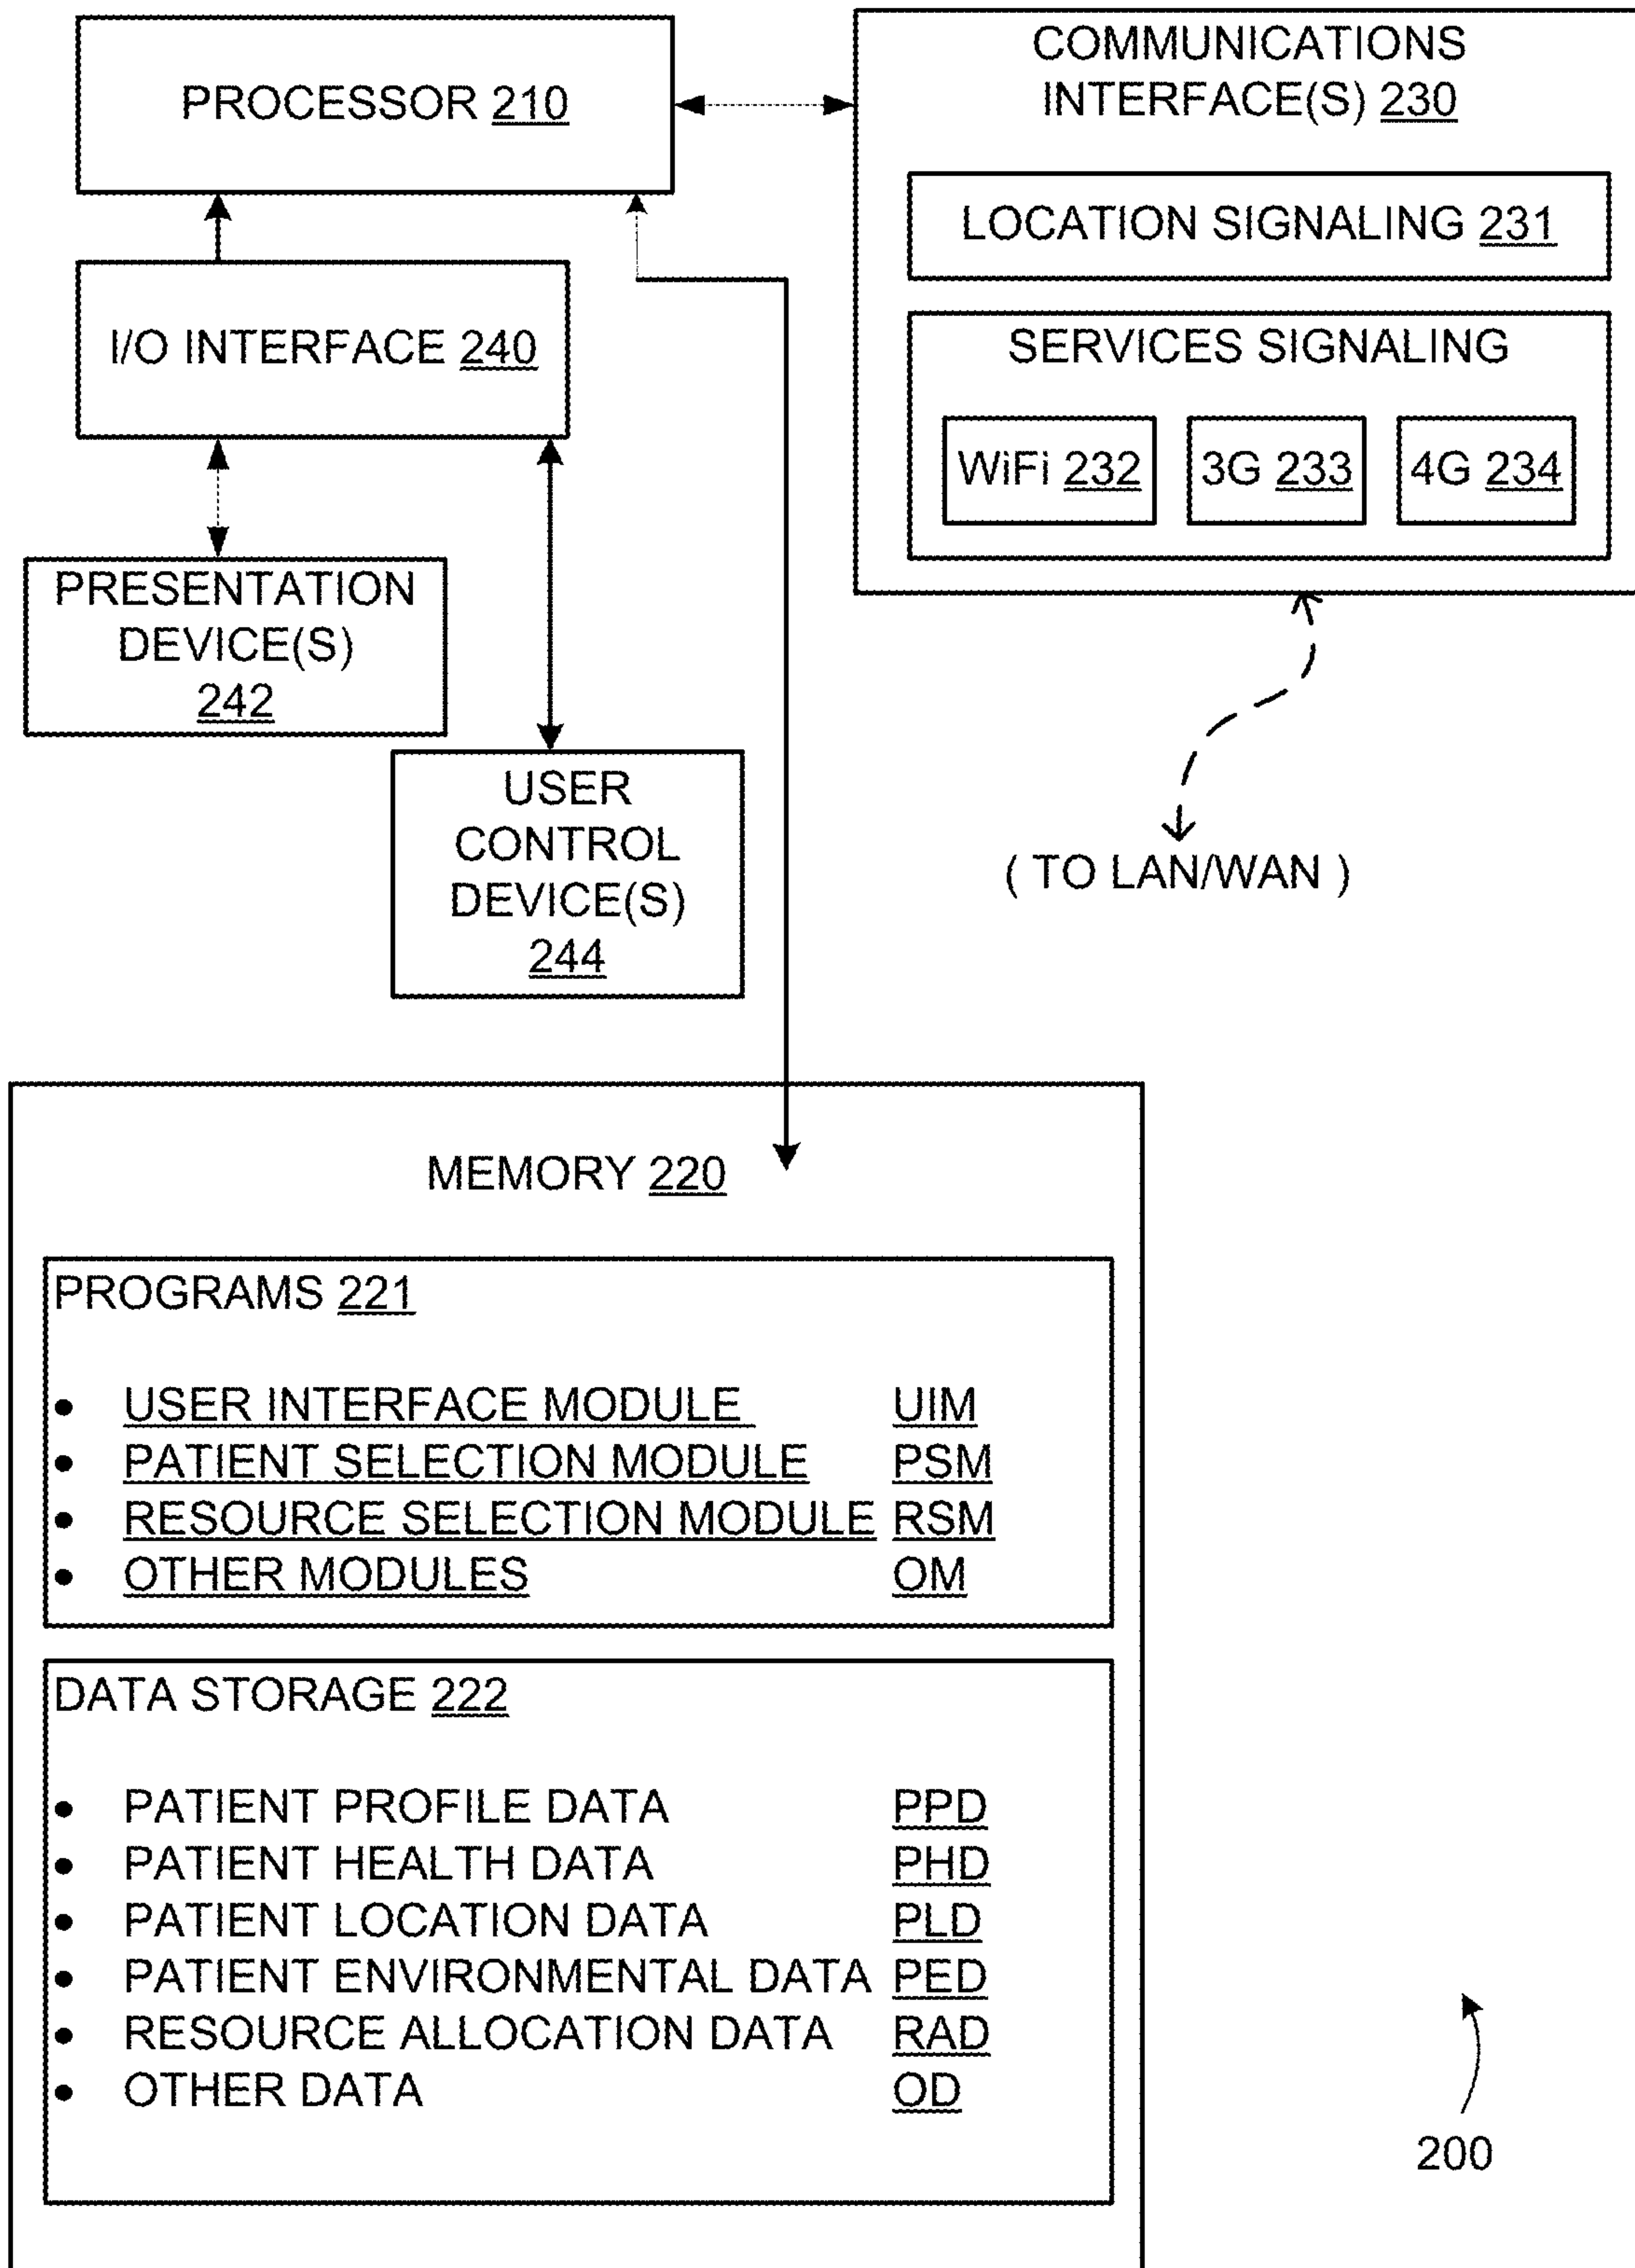 PROCESSOR 210
COMMUNICATIONS
INTERFACE(S) 230
LOCATION SIGNALING 231
SERVICES SIGNALING
WiFi 232
3G 233
4G 234
I/O INTERFACE 240
PRESENTATION
DEVICE(S)
242
USER
CONTROL
DEVICE(S)
244
( TO LAN/WAN )
MEMORY 220
PROGRAMS 221
• USER INTERFACE MODULE UIM
• PATIENT SELECTION MODULE PSM
• RESOURCE SELECTION MODULE RSM
• OTHER MODULES OM
DATA STORAGE 222
• PATIENT PROFILE DATA PPD
• PATIENT HEALTH DATA PHD
• PATIENT LOCATION DATA PLD
• PATIENT ENVIRONMENTAL DATA PED
• RESOURCE ALLOCATION DATA RAD
• OTHER DATA OD
200